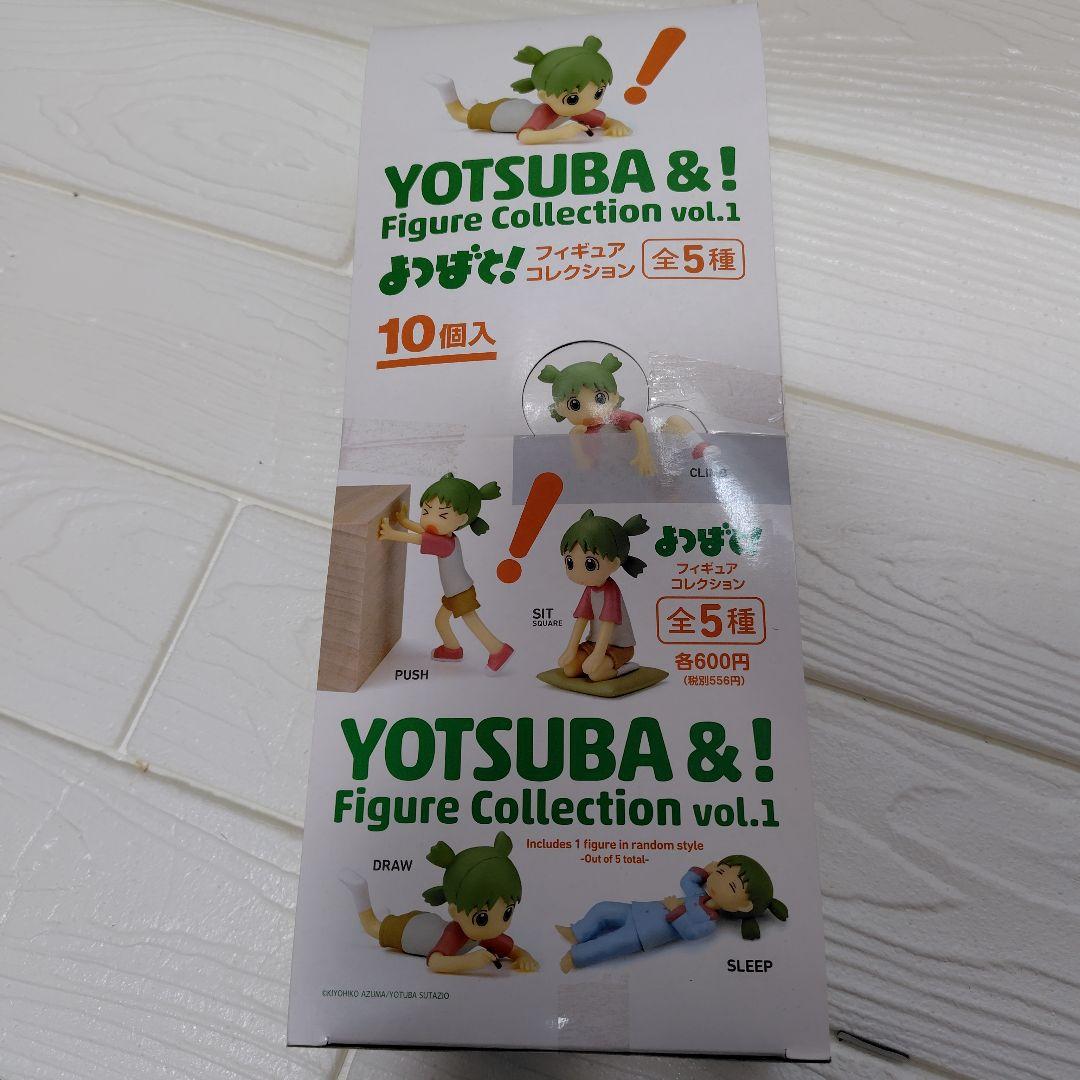 YOTSUBA &!
Figure Collection vol.1
よつばと!
フィギュア
コレクション
全5種
10個入
CLIMB
PUSH
SIT
SQUARE
よつばと!
フィギュア
コレクション
全5種
各600円
(税別556円)
YOTSUBA &!
Figure Collection vol.1
Includes 1 figure in random style
-Out of 5 total-
DRAW
SLEEP
©KIYOHIKO AZUMA/YOTUBA SUTAZIO